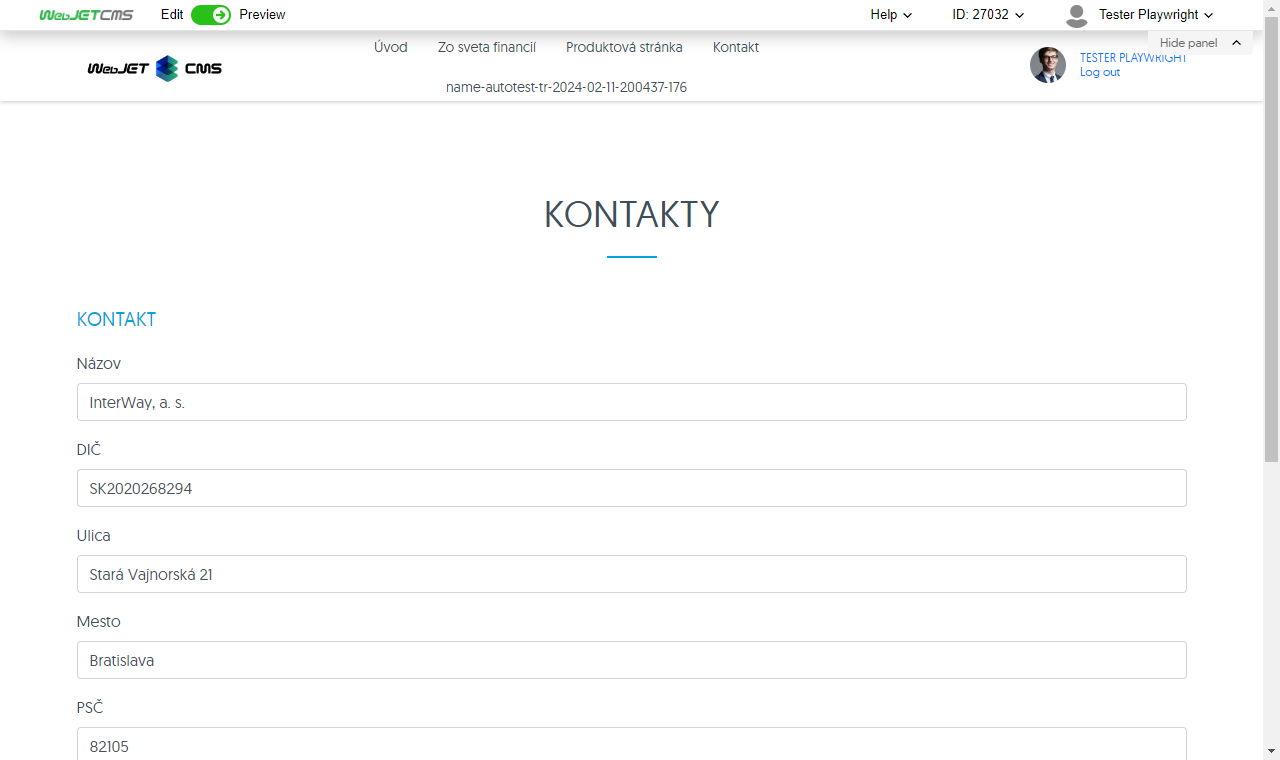 WebJETCMS Edit Preview Help ID: 27032 Tester Playwright
Hide panel
WebJET CMS
Úvod Zo sveta financií Produktová stránka Kontakt
name-autotest-tr-2024-02-11-200437-176
TESTER PLAYWRIGHT
Log out
KONTAKTY
KONTAKT
Názov
InterWay, a. s.
DIČ
SK2020268294
Ulica
Stará Vajnorská 21
Mesto
Bratislava
PSČ
82105